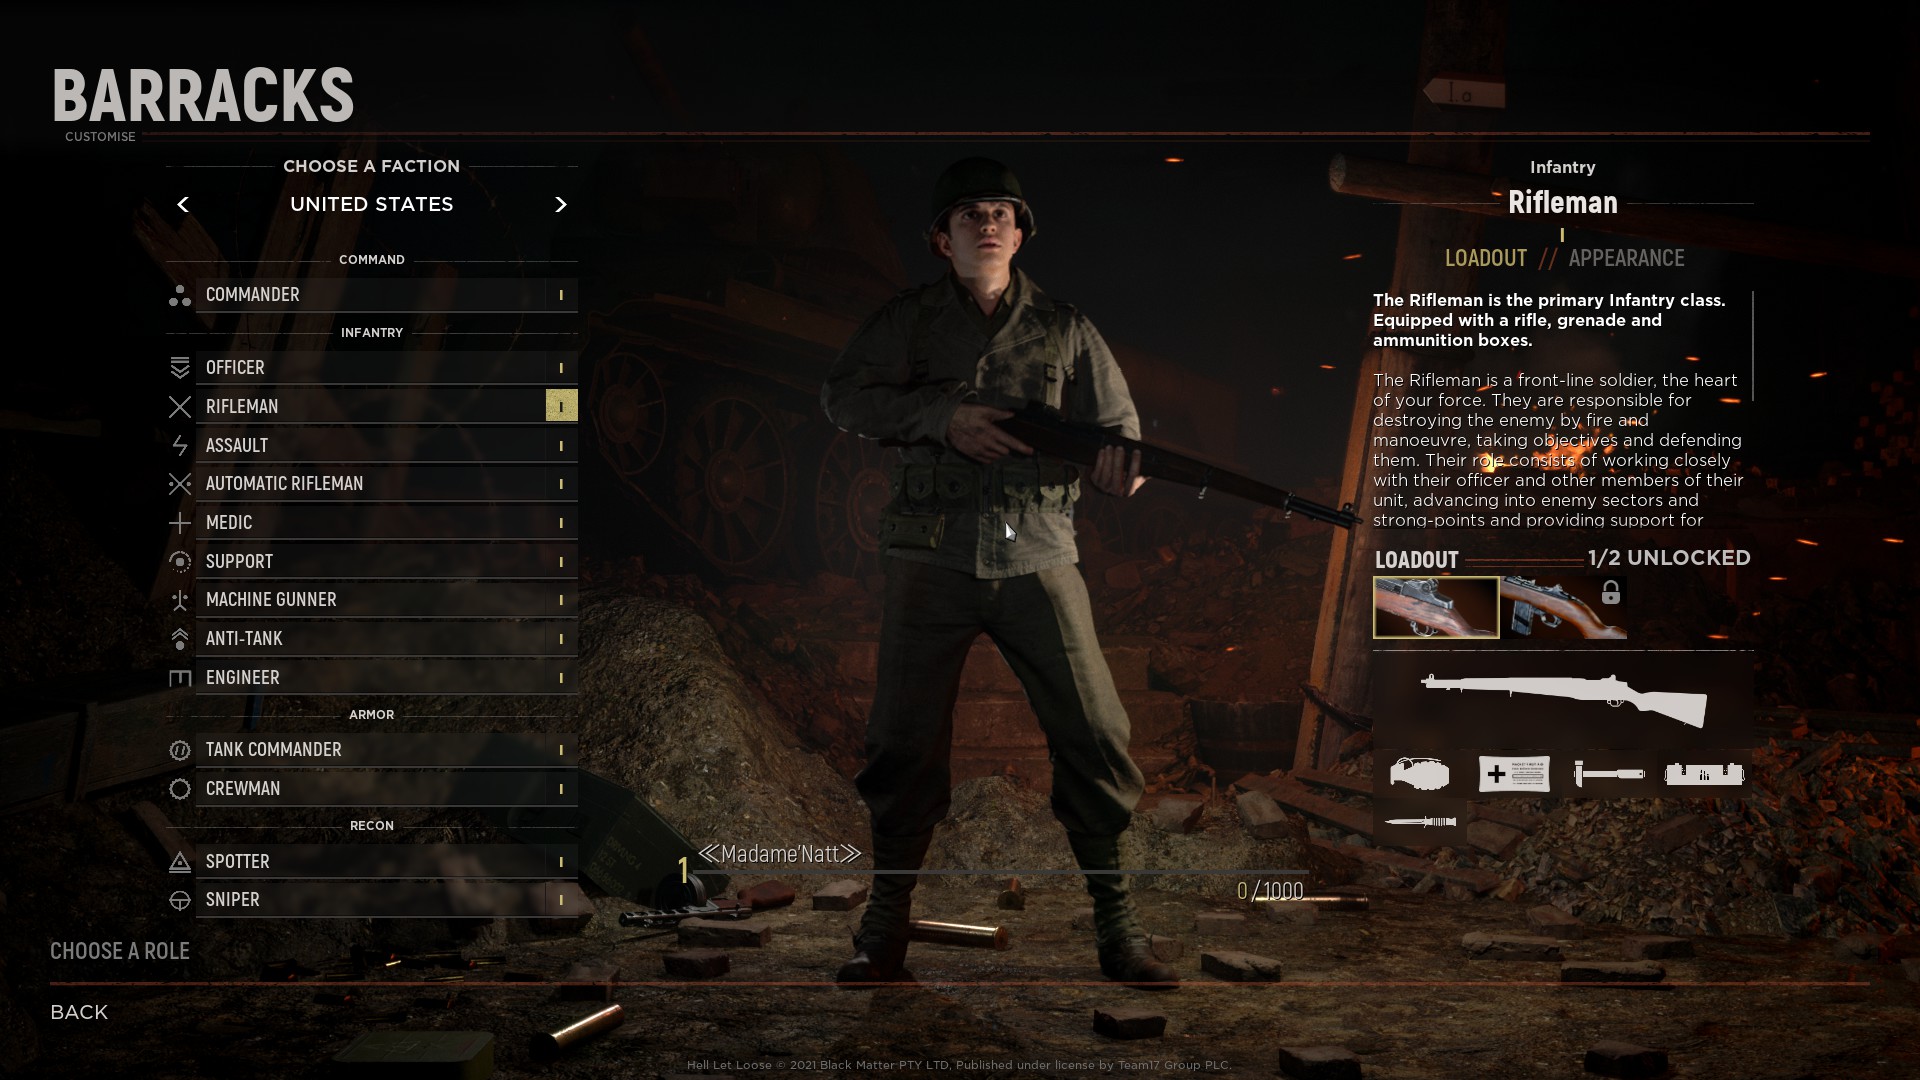 BARRACKS
CUSTOMISE
CHOOSE A FACTION
UNITED STATES
COMMAND
COMMANDER I
INFANTRY
OFFICER I
RIFLEMAN I
ASSAULT I
AUTOMATIC RIFLEMAN I
MEDIC I
SUPPORT I
MACHINE GUNNER I
ANTI-TANK I
ENGINEER I
ARMOR
TANK COMMANDER I
CREWMAN I
RECON
SPOTTER I
SNIPER I
CHOOSE A ROLE
BACK
1 ≪Madame'Natt≫
0/1000
Infantry
Rifleman
I
LOADOUT // APPEARANCE
The Rifleman is the primary Infantry class.
Equipped with a rifle, grenade and
ammunition boxes.
The Rifleman is a front-line soldier, the heart
of your force. They are responsible for
destroying the enemy by fire and
manoeuvre, taking objectives and defending
them. Their role consists of working closely
with their officer and other members of their
unit, advancing into enemy sectors and
strong-points and providing support for
LOADOUT 1/2 UNLOCKED
Hell Let Loose © 2021 Black Matter PTY LTD, Published under license by Team17 Group PLC.